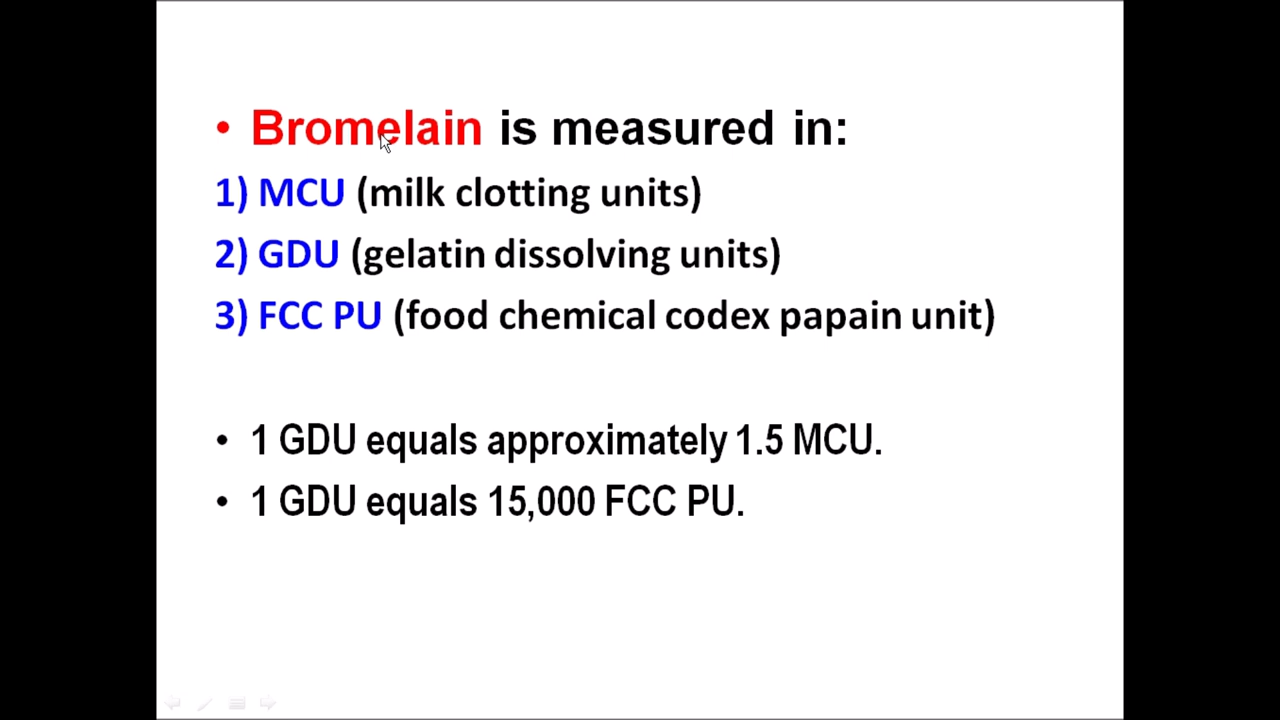 • Bromelain is measured in:
1) MCU (milk clotting units)
2) GDU (gelatin dissolving units)
3) FCC PU (food chemical codex papain unit)
• 1 GDU equals approximately 1.5 MCU.
• 1 GDU equals 15,000 FCC PU.